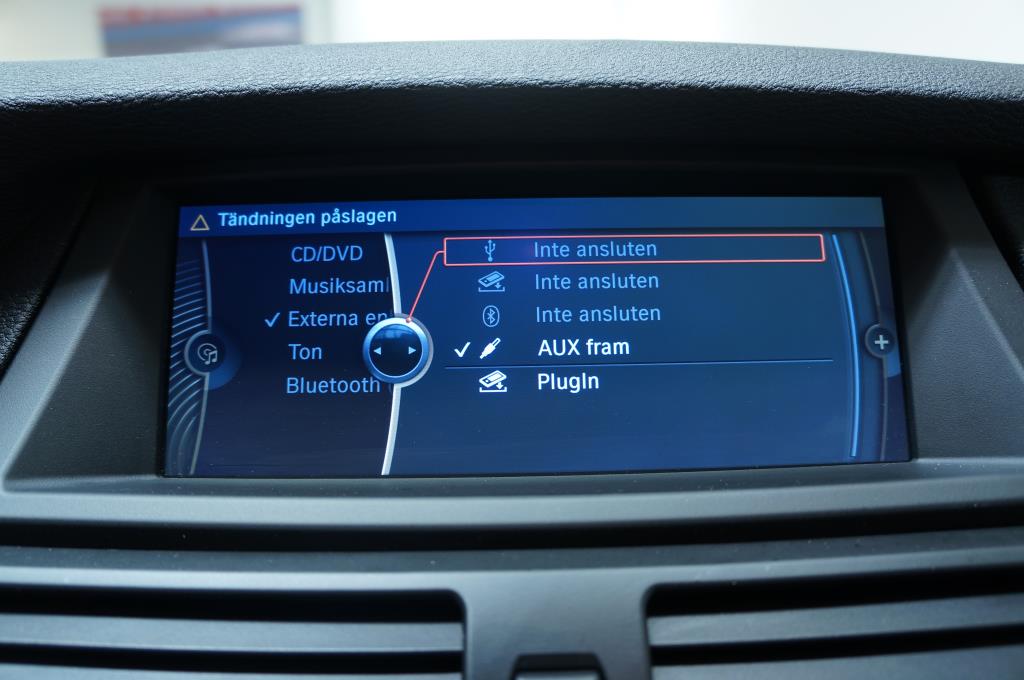 Tändningen påslagen
CD/DVD
Musiksaml
Externa en
Ton
Bluetooth
Inte ansluten
Inte ansluten
Inte ansluten
AUX fram
PlugIn